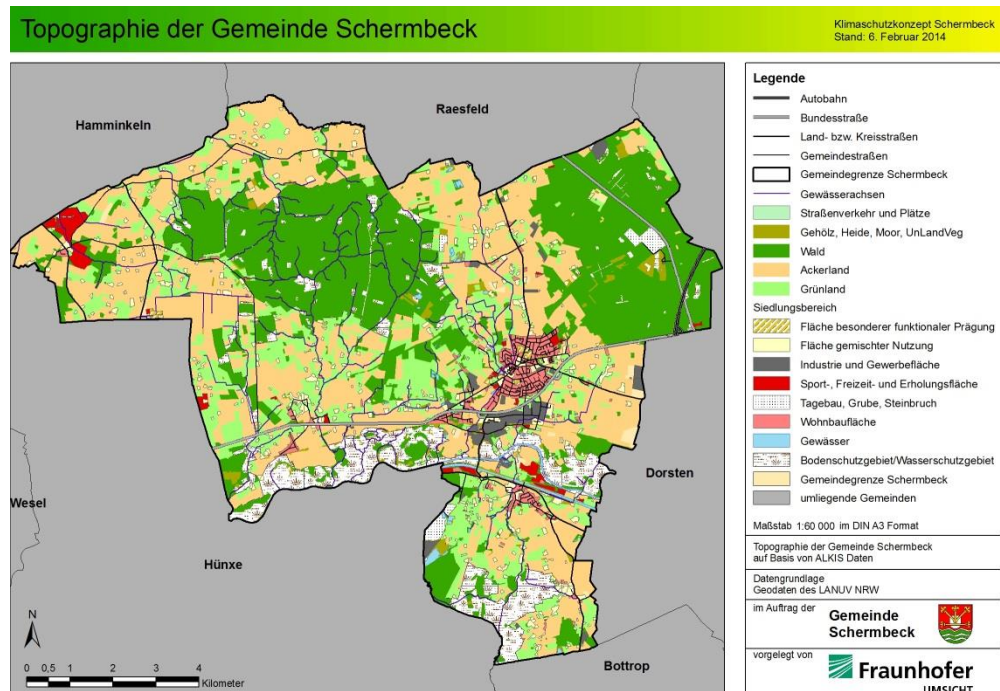 Topographie der Gemeinde Schermbeck
Klimaschutzkonzept Schermbeck
Stand: 6. Februar 2014
Hamminkeln
Raesfeld
Dorsten
Wesel
Hünxe
Bottrop
N
0 0,5 1 2 3 4
Kilometer
Legende
Autobahn
Bundesstraße
Land- bzw. Kreisstraßen
Gemeindestraßen
Gemeindegrenze Schermbeck
Gewässerachsen
Straßenverkehr und Plätze
Gehölz, Heide, Moor, UnLandVeg
Wald
Ackerland
Grünland
Siedlungsbereich
Fläche besonderer funktionaler Prägung
Fläche gemischter Nutzung
Industrie und Gewerbefläche
Sport-, Freizeit- und Erholungsfläche
Tagebau, Grube, Steinbruch
Wohnbaufläche
Gewässer
Bodenschutzgebiet/Wasserschutzgebiet
Gemeindegrenze Schermbeck
umliegende Gemeinden
Maßstab 1:60 000 im DIN A3 Format
Topographie der Gemeinde Schermbeck
auf Basis von ALKIS Daten
Datengrundlage
Geodaten des LANUV NRW
im Auftrag der
Gemeinde
Schermbeck
vorgelegt von
Fraunhofer
UMSICHT